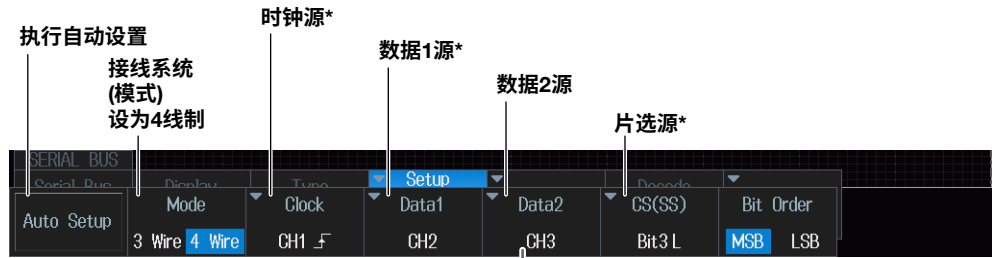 时钟源*
执行自动设置
数据1源*
接线系统
(模式)
设为4线制
数据2源
片选源*
SERIAL BUS
Serial Bus Display Type Setup Decode
Auto Setup Mode Clock Data1 Data2 CS(SS) Bit Order
3 Wire 4 Wire CH1 CH2 CH3 Bit3 L MSB LSB